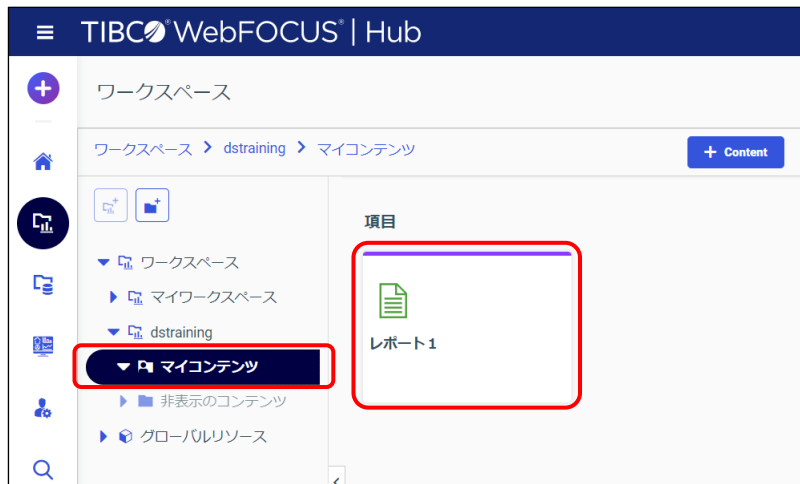 TIBCO® WebFOCUS® | Hub
ワークスペース
ワークスペース > dstraining > マイコンテンツ
+ Content
項目
レポート1
ワークスペース
マイワークスペース
dstraining
マイコンテンツ
非表示のコンテンツ
グローバルリソース